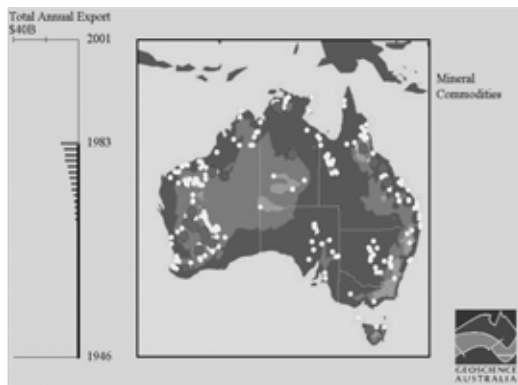 Total Annual Export
$40B
2001
Mineral
Commodities
1983
1946
GEOSCIENCE
AUSTRALIA